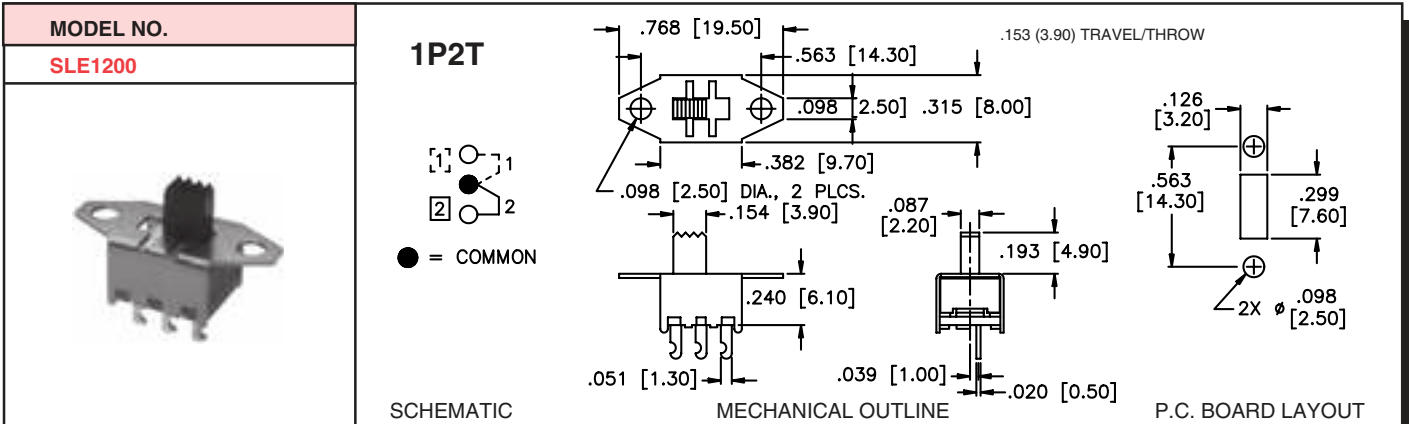 MODEL NO.
SLE1200
1P2T
.768 [19.50]
.563 [14.30]
.153 (3.90) TRAVEL/THROW
.098 [2.50] .315 [8.00]
.382 [9.70]
.098 [2.50] DIA., 2 PLCS.
[1] 1
2 2
= COMMON
.154 [3.90]
.240 [6.10]
.051 [1.30]
.087
[2.20]
.193 [4.90]
.039 [1.00]
.020 [0.50]
.126
[3.20]
.563
[14.30]
.299
[7.60]
2X ø .098
[2.50]
SCHEMATIC
MECHANICAL OUTLINE
P.C. BOARD LAYOUT